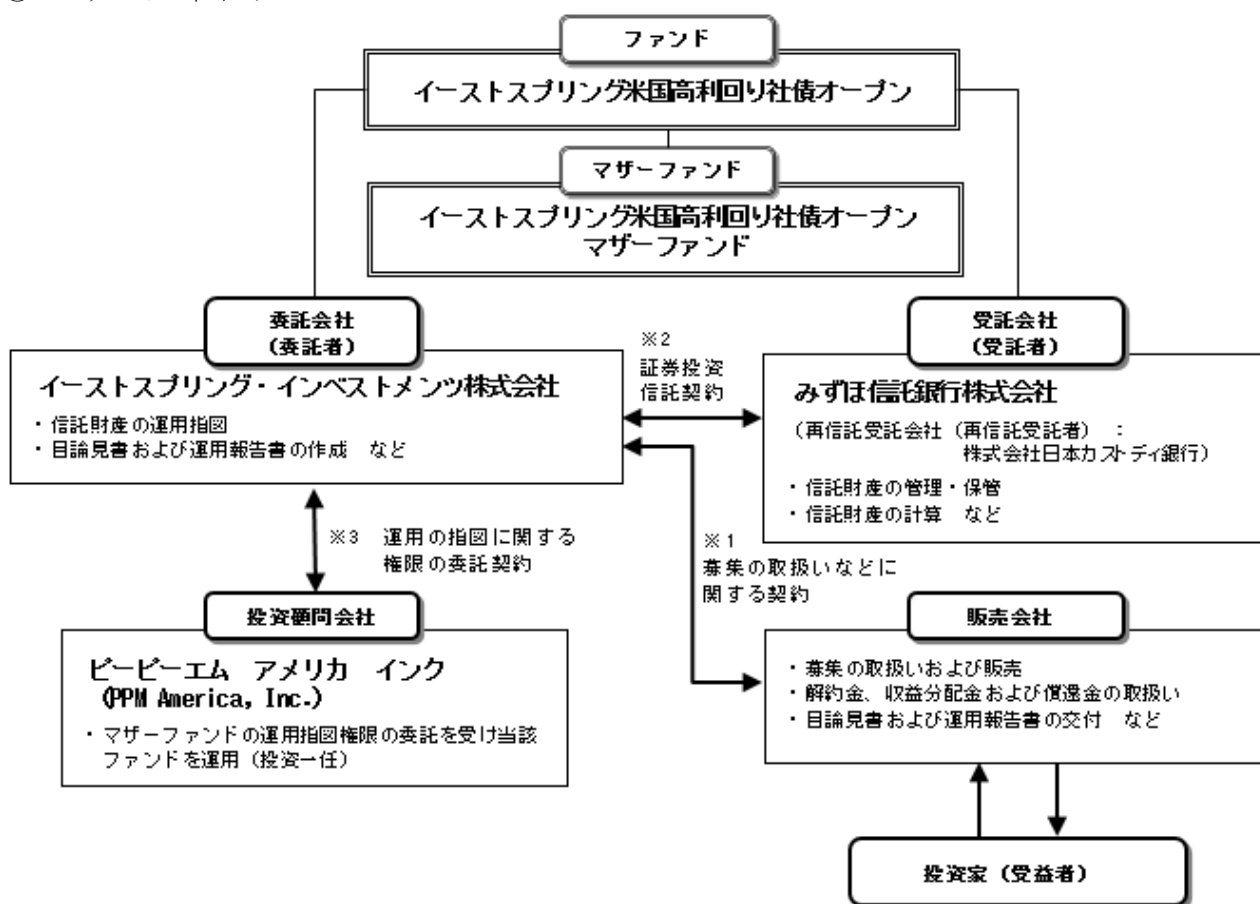 ファンド
イーストスプリング米国高利回り社債オープン
マザーファンド
イーストスプリング米国高利回り社債オープン
マザーファンド
委託会社
(委託者)
イーストスプリング・インベストメンツ株式会社
・信託財産の運用指図
・目論見書および運用報告書の作成 など
※2
証券投資
信託契約
受託会社
(受託者)
みずほ信託銀行株式会社
(再信託受託会社(再信託受託者) :
株式会社日本カストディ銀行)
・信託財産の管理・保管
・信託財産の計算 など
※3 運用の指図に関する
権限の委託契約
※1
募集の取扱いなどに
関する契約
投資顧問会社
ピーピーエム アメリカ インク
(PPM America, Inc.)
・マザーファンドの運用指図権限の委託を受け当該
ファンドを運用(投資一任)
販売会社
・募集の取扱いおよび販売
・解約金、収益分配金および償還金の取扱い
・目論見書および運用報告書の交付 など
投資家(受益者)